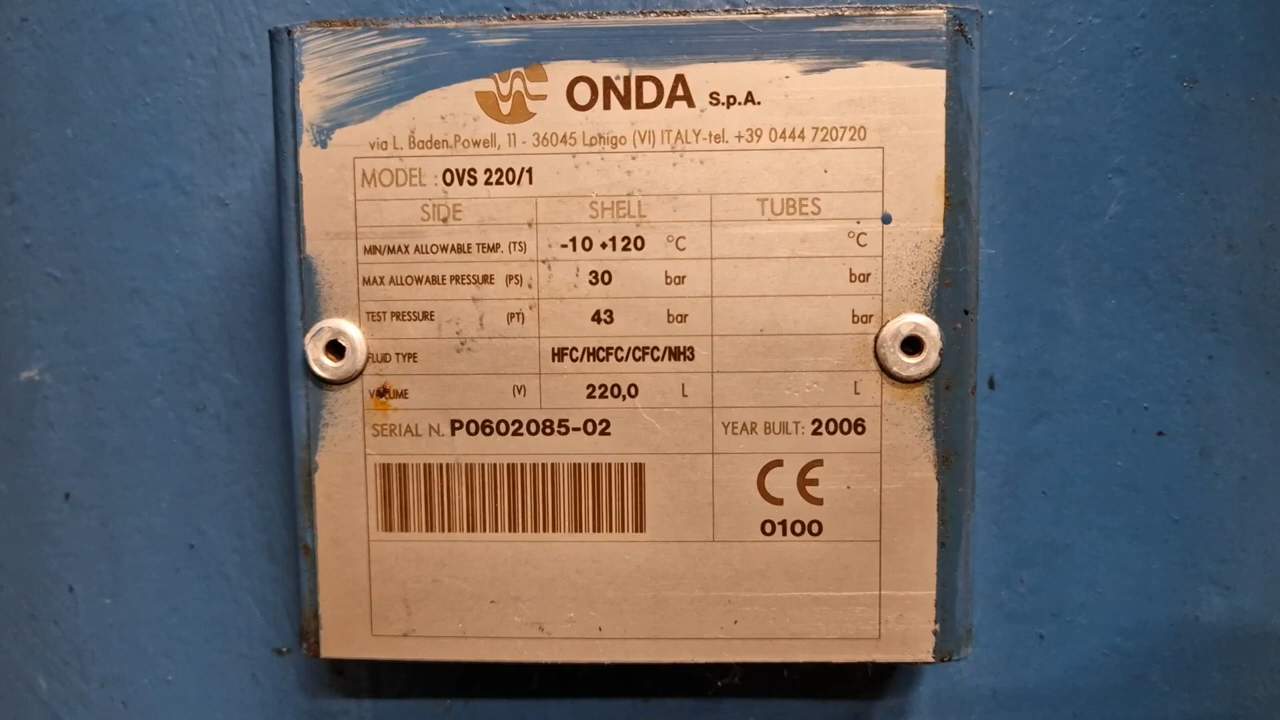 ONDA S.p.A.
via L. Baden Powell, 11 - 36045 Lonigo (VI) ITALY-tel. +39 0444 720720
MODEL : OVS 220/1
SIDE SHELL TUBES
MIN/MAX ALLOWABLE TEMP. (TS) -10 +120 °C °C
MAX ALLOWABLE PRESSURE (PS) 30 bar bar
TEST PRESSURE (PT) 43 bar bar
FLUID TYPE HFC/HCFC/CFC/NH3
VOLUME (V) 220,0 L L
SERIAL N. P0602085-02 YEAR BUILT: 2006
CE
0100